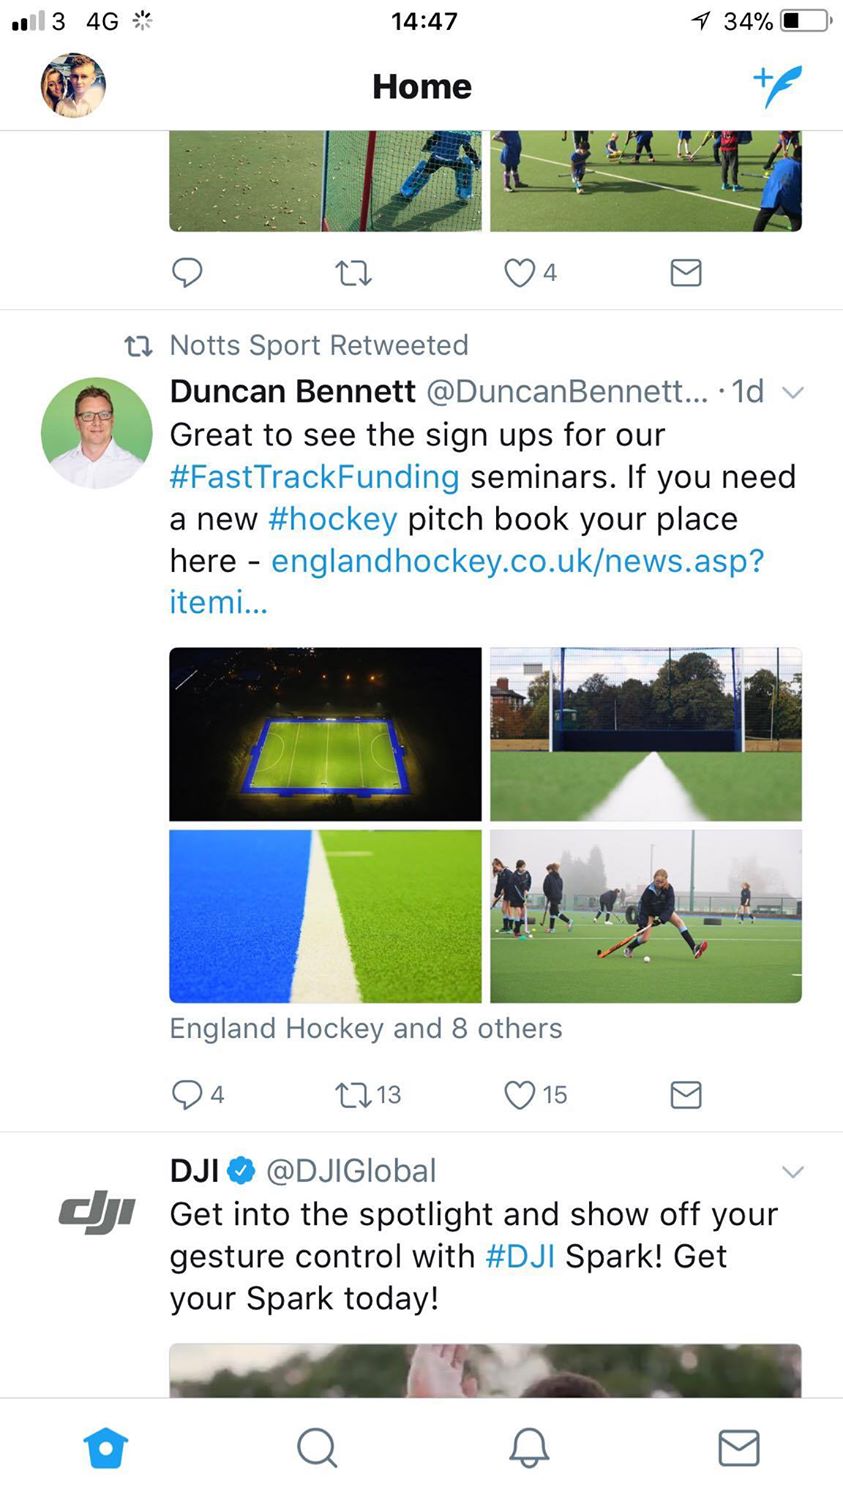 3 4G 14:47 34%
Home
4
Notts Sport Retweeted
Duncan Bennett @DuncanBennett... · 1d
Great to see the sign ups for our
#FastTrackFunding seminars. If you need
a new #hockey pitch book your place
here - englandhockey.co.uk/news.asp?
itemi...
England Hockey and 8 others
4 13 15
DJI @DJIGlobal
dji
Get into the spotlight and show off your
gesture control with #DJI Spark! Get
your Spark today!